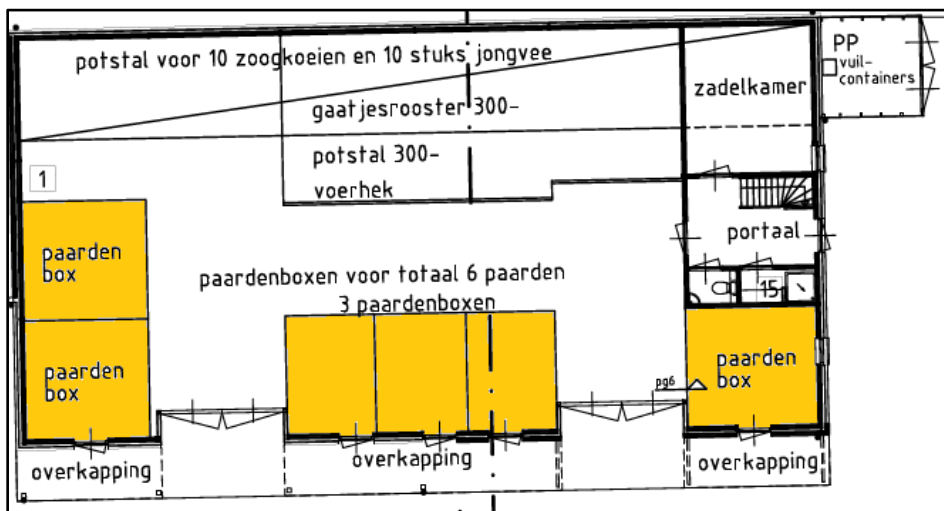 potstal voor 10 zoogkoeien en 10 stuks jongvee
PP
vuil-
containers
gaatjesrooster 300-
zadelkamer
potstal 300-
voerhek
1
paarden
box
portaal
paardenboxen voor totaal 6 paarden
3 paardenboxen
15
paarden
box
paarden
box
pg6
overkapping
overkapping
overkapping